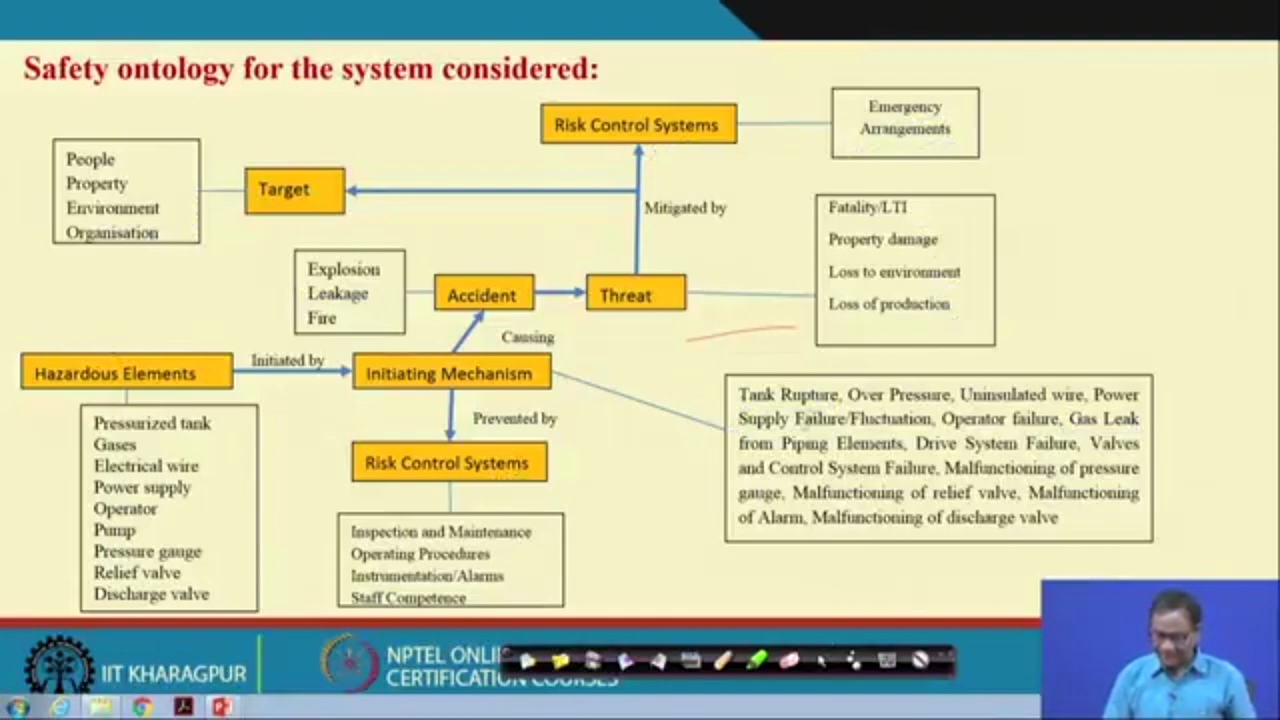 Safety ontology for the system considered:
Risk Control Systems
Emergency
Arrangements
People
Property
Environment
Organisation
Target
Mitigated by
Fatality/LTI
Property damage
Loss to environment
Loss of production
Explosion
Leakage
Fire
Accident
Threat
Causing
Hazardous Elements
Initiated by
Initiating Mechanism
Tank Rupture, Over Pressure, Uninsulated wire, Power
Supply Failure/Fluctuation, Operator failure, Gas Leak
from Piping Elements, Drive System Failure, Valves
and Control System Failure, Malfunctioning of pressure
gauge, Malfunctioning of relief valve, Malfunctioning
of Alarm, Malfunctioning of discharge valve
Prevented by
Risk Control Systems
Pressurized tank
Gases
Electrical wire
Power supply
Operator
Pump
Pressure gauge
Relief valve
Discharge valve
Inspection and Maintenance
Operating Procedures
Instrumentation/Alarms
Staff Competence
IIT KHARAGPUR
NPTEL ONLI
CERTIFICATION COURSES